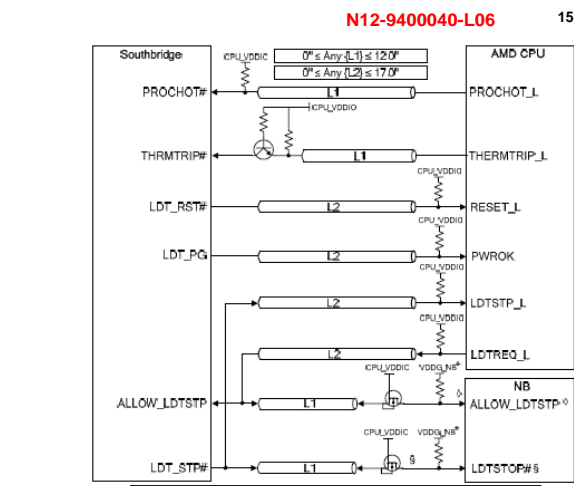 N12-9400040-L06 15
Southbridge CPU_VDDIO 0" ≤ Any {L1} ≤ 12.0" AMD CPU
0" ≤ Any {L2} ≤ 17.0"
PROCHOT# L1 PROCHOT_L
CPU_VDDIO
THRMTRIP# L1 THERMTRIP_L
CPU_VDDIO
LDT_RST# L2 RESET_L
CPU_VDDIO
LDT_PG L2 PWROK
CPU_VDDIO
L2 LDTSTP_L
CPU_VDDIO
L2 LDTREQ_L
CPU_VDDIO VDDG_NB* NB
ALLOW_LDTSTP L1 ◊ ALLOW_LDTSTP ◊
CPU_VDDIO VDDG_NB*
LDT_STP# L1 § LDTSTOP# §